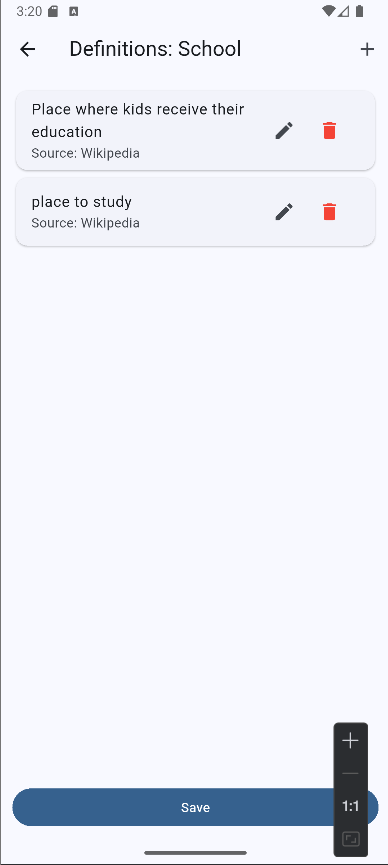 3:20 A
Definitions: School
Place where kids receive their
education
Source: Wikipedia
place to study
Source: Wikipedia
1:1
Save